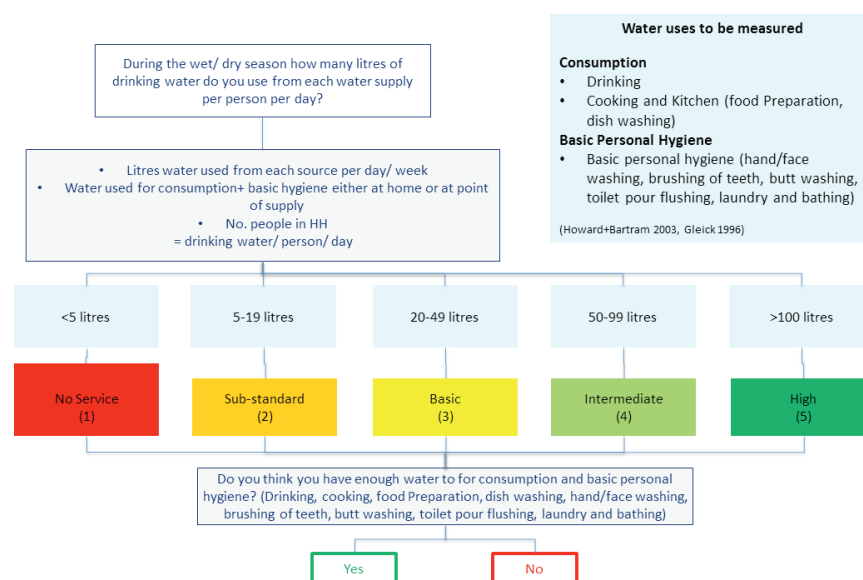 During the wet/ dry season how many litres of
drinking water do you use from each water supply
per person per day?
Water uses to be measured
Consumption
• Drinking
• Cooking and Kitchen (food Preparation,
dish washing)
Basic Personal Hygiene
• Basic personal hygiene (hand/face
washing, brushing of teeth, butt washing,
toilet pour flushing, laundry and bathing)
(Howard+Bartram 2003, Gleick 1996)
• Litres water used from each source per day/ week
• Water used for consumption+ basic hygiene either at home or at point
of supply
• No. people in HH
= drinking water/ person/ day
<5 litres
5-19 litres
20-49 litres
50-99 litres
>100 litres
No Service
(1)
Sub-standard
(2)
Basic
(3)
Intermediate
(4)
High
(5)
Do you think you have enough water to for consumption and basic personal
hygiene? (Drinking, cooking, food Preparation, dish washing, hand/face washing,
brushing of teeth, butt washing, toilet pour flushing, laundry and bathing)
Yes
No